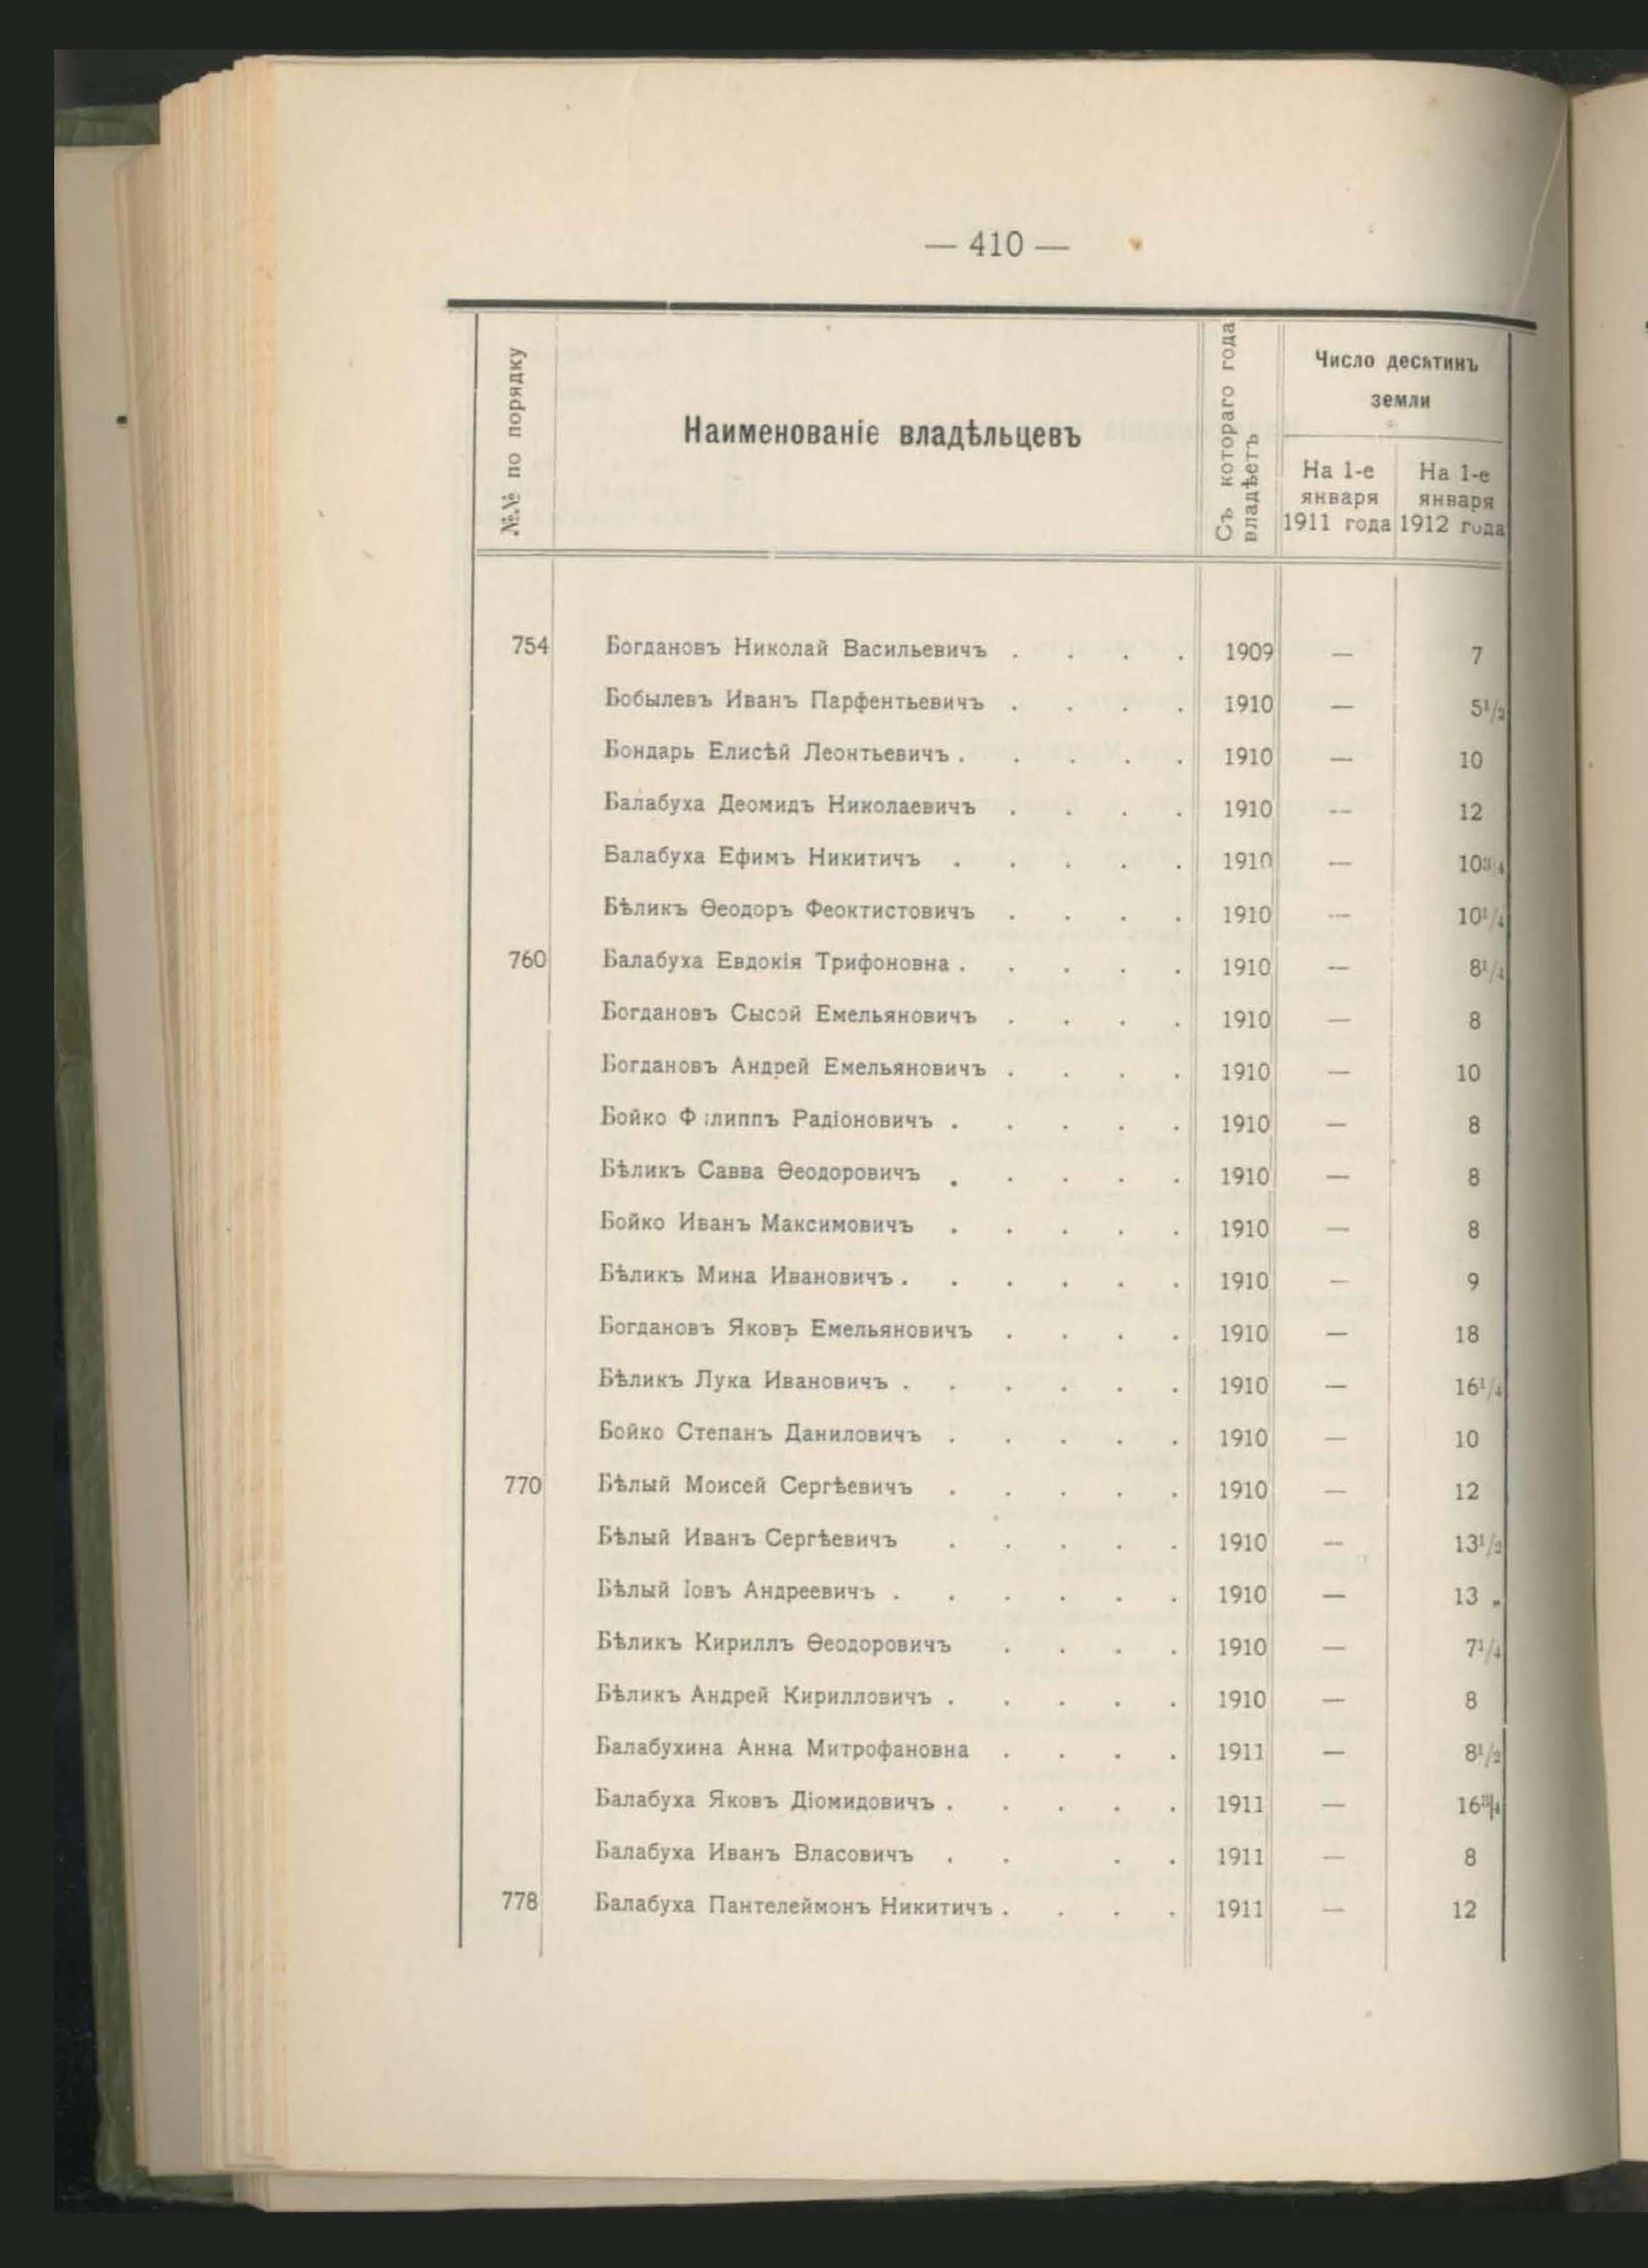 — 410 —
№№ по порядку
Наименованіе владѣльцевъ
Съ котораго года
владѣетъ
Число десятинъ
земли
На 1-е января 1911 года
На 1-е января 1912 года
754 Богдановъ Николай Васильевичъ . . . . 1909 — 7
Бобылевъ Иванъ Парфентьевичъ . . . . 1910 — 5¹/₂
Бондарь Елисѣй Леонтьевичъ . . . . . 1910 — 10
Балабуха Деомидъ Николаевичъ . . . . 1910 — 12
Балабуха Ефимъ Никитичъ . . . . . 1910 — 10³/₄
Бѣликъ Ѳеодоръ Феоктистовичъ . . . . 1910 — 10¹/₄
760 Балабуха Евдокія Трифоновна . . . . . 1910 — 8¹/₄
Богдановъ Сысой Емельяновичъ . . . . 1910 — 8
Богдановъ Андрей Емельяновичъ . . . . 1910 — 10
Бойко Филиппъ Радіоновичъ . . . . . 1910 — 8
Бѣликъ Савва Ѳеодоровичъ . . . . . 1910 — 8
Бойко Иванъ Максимовичъ . . . . . 1910 — 8
Бѣликъ Мина Ивановичъ . . . . . . 1910 — 9
Богдановъ Яковъ Емельяновичъ . . . . 1910 — 18
Бѣликъ Лука Ивановичъ . . . . . . 1910 — 16¹/₄
Бойко Степанъ Даниловичъ . . . . . 1910 — 10
770 Бѣлый Моисей Сергѣевичъ . . . . . 1910 — 12
Бѣлый Иванъ Сергѣевичъ . . . . . 1910 — 13¹/₂
Бѣлый Іовъ Андреевичъ . . . . . . 1910 — 13 „
Бѣликъ Кириллъ Ѳеодоровичъ . . . . 1910 — 7¹/₄
Бѣликъ Андрей Кирилловичъ . . . . . 1910 — 8
Балабухина Анна Митрофановна . . . . 1911 — 8¹/₂
Балабуха Яковъ Діомидовичъ . . . . . 1911 — 16³/₄
Балабуха Иванъ Власовичъ . . . . 1911 — 8
778 Балабуха Пантелеймонъ Никитичъ . . . . 1911 — 12